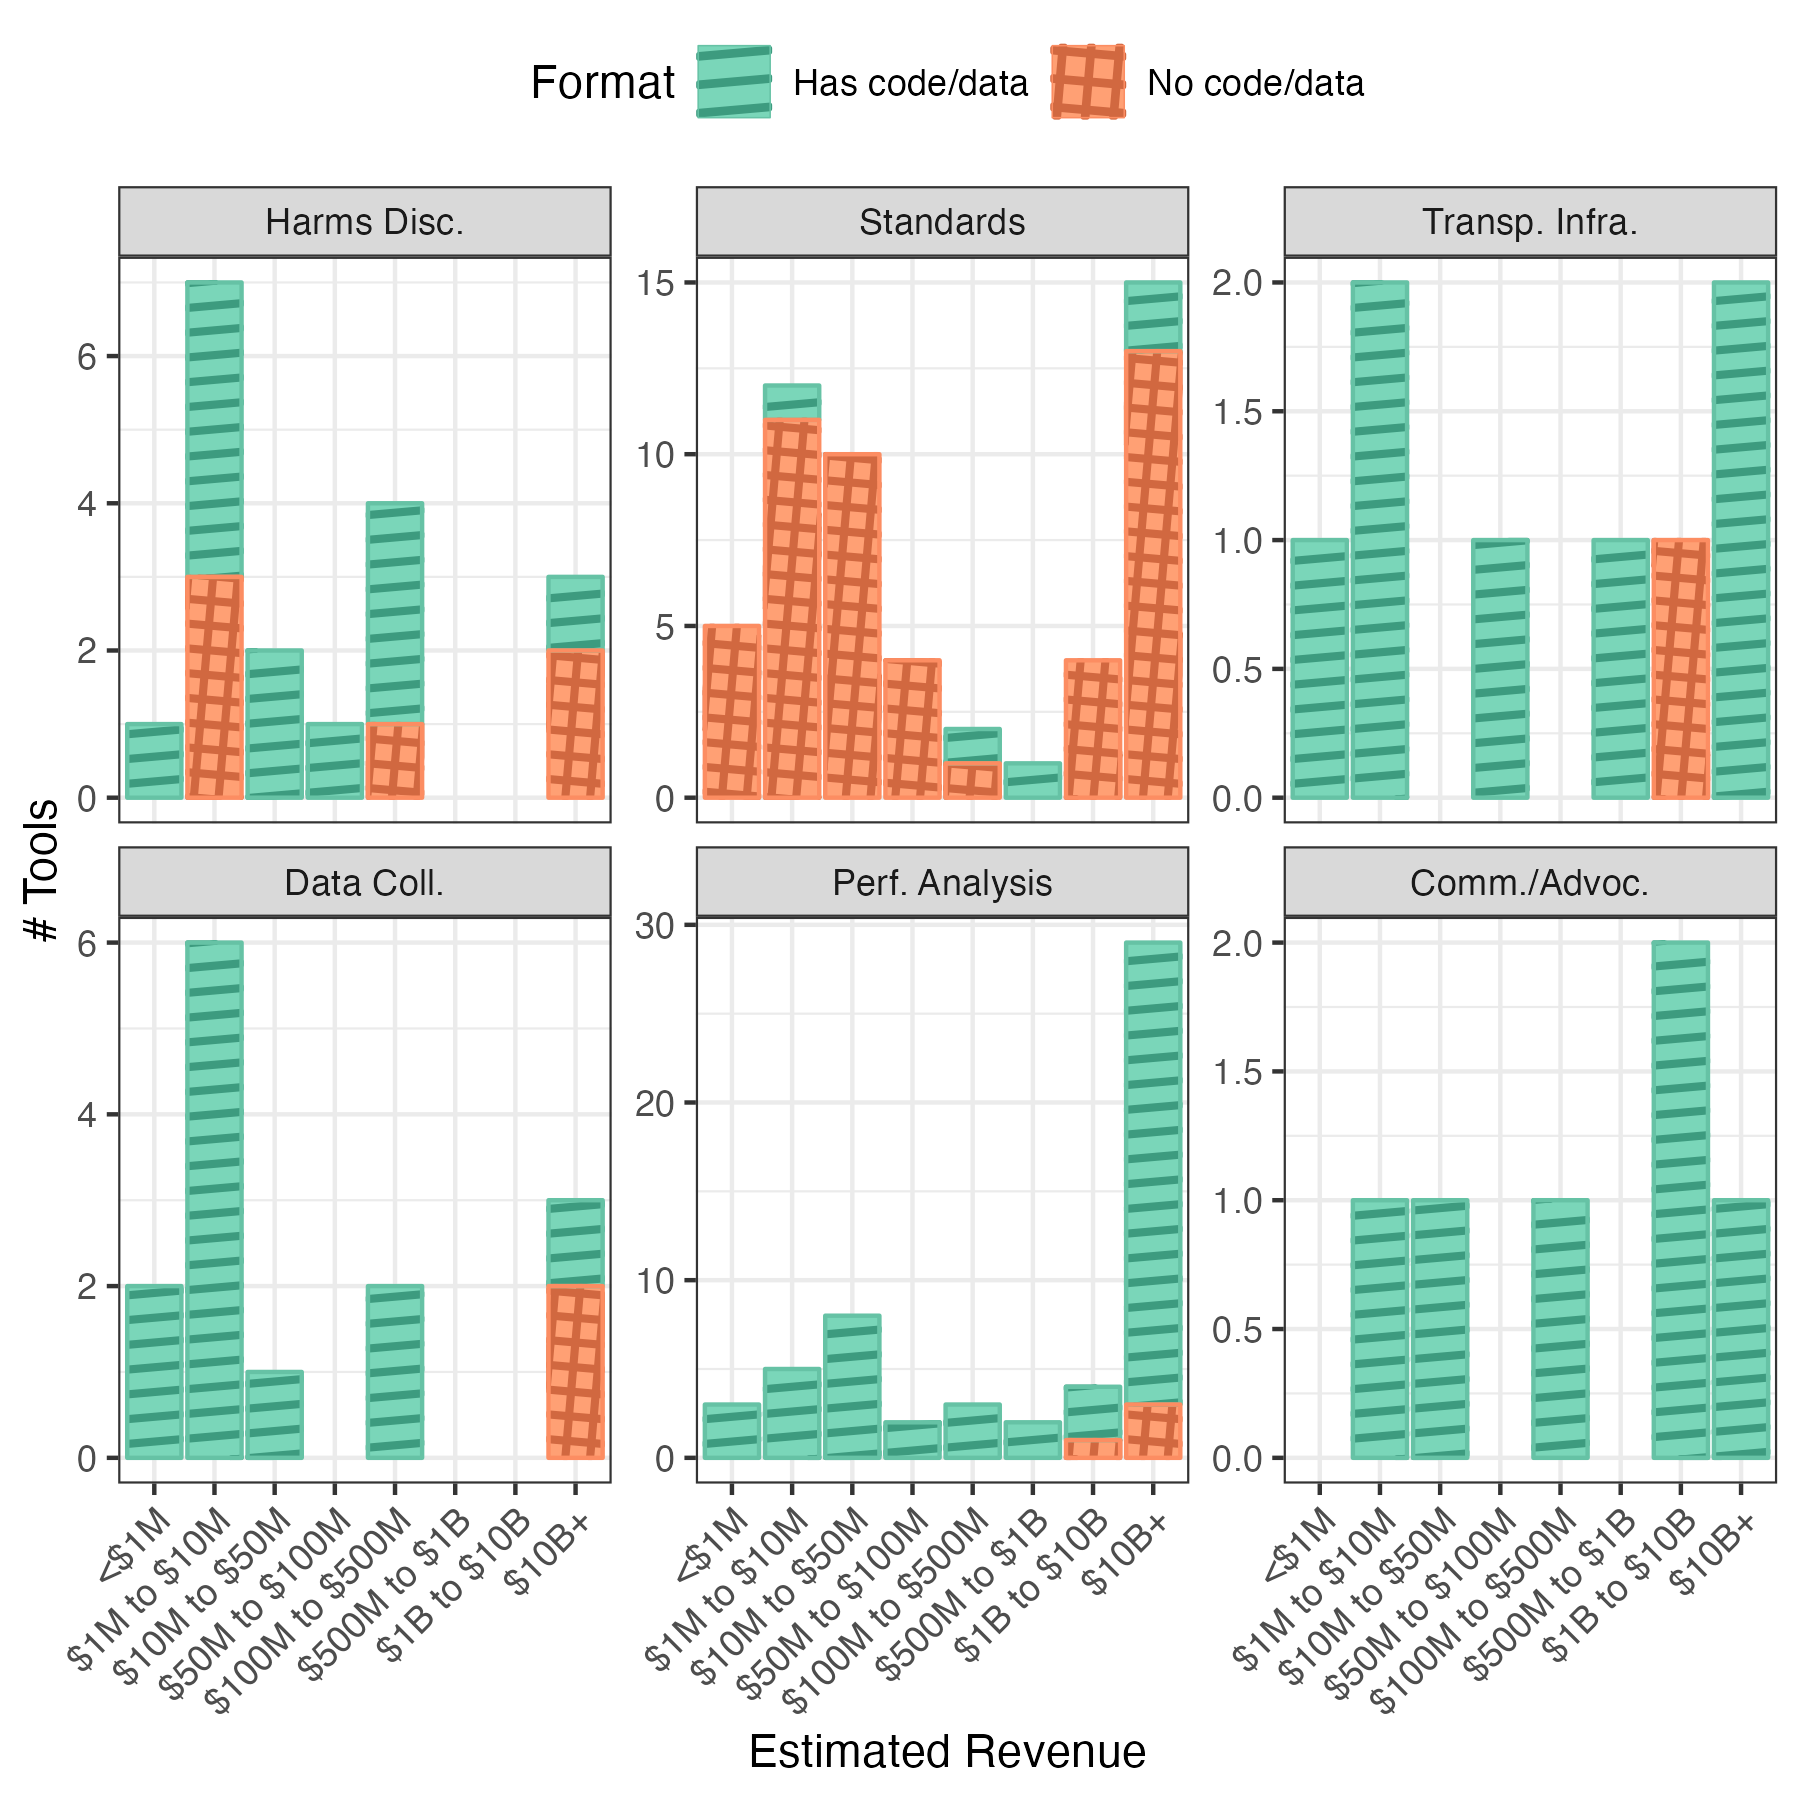 Format Has code/data No code/data
Harms Disc. Standards Transp. Infra.
6
4
2
0
15
10
5
0
2.0
1.5
1.0
0.5
0.0
# Tools
Data Coll. Perf. Analysis Comm./Advoc.
6
4
2
0
30
20
10
0
2.0
1.5
1.0
0.5
0.0
<$1M
$1M to $10M
$10M to $50M
$50M to $100M
$100M to $500M
$500M to $1B
$1B to $10B
$10B+
<$1M
$1M to $10M
$10M to $50M
$50M to $100M
$100M to $500M
$500M to $1B
$1B to $10B
$10B+
<$1M
$1M to $10M
$10M to $50M
$50M to $100M
$100M to $500M
$500M to $1B
$1B to $10B
$10B+
Estimated Revenue